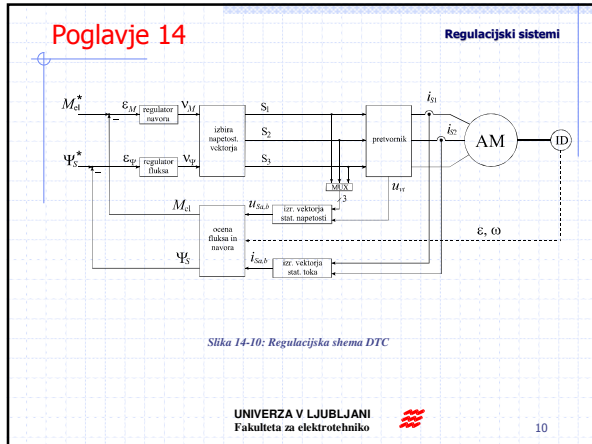 Poglavje 14
Regulacijski sistemi
M*el
εM
regulator navora
νM
izbira napetost. vektorja
S1
S2
S3
pretvornik
iS1
iS2
AM
ID
Ψ*S
εΨ
regulator fluksa
νΨ
MUX
3
uvr
Mel
ΨS
ocena fluksa in navora
uSa,b
izr. vektorja stat. napetosti
ε, ω
iSa,b
izr. vektorja stat. toka
Slika 14-10: Regulacijska shema DTC
UNIVERZA V LJUBLJANI
Fakulteta za elektrotehniko
10